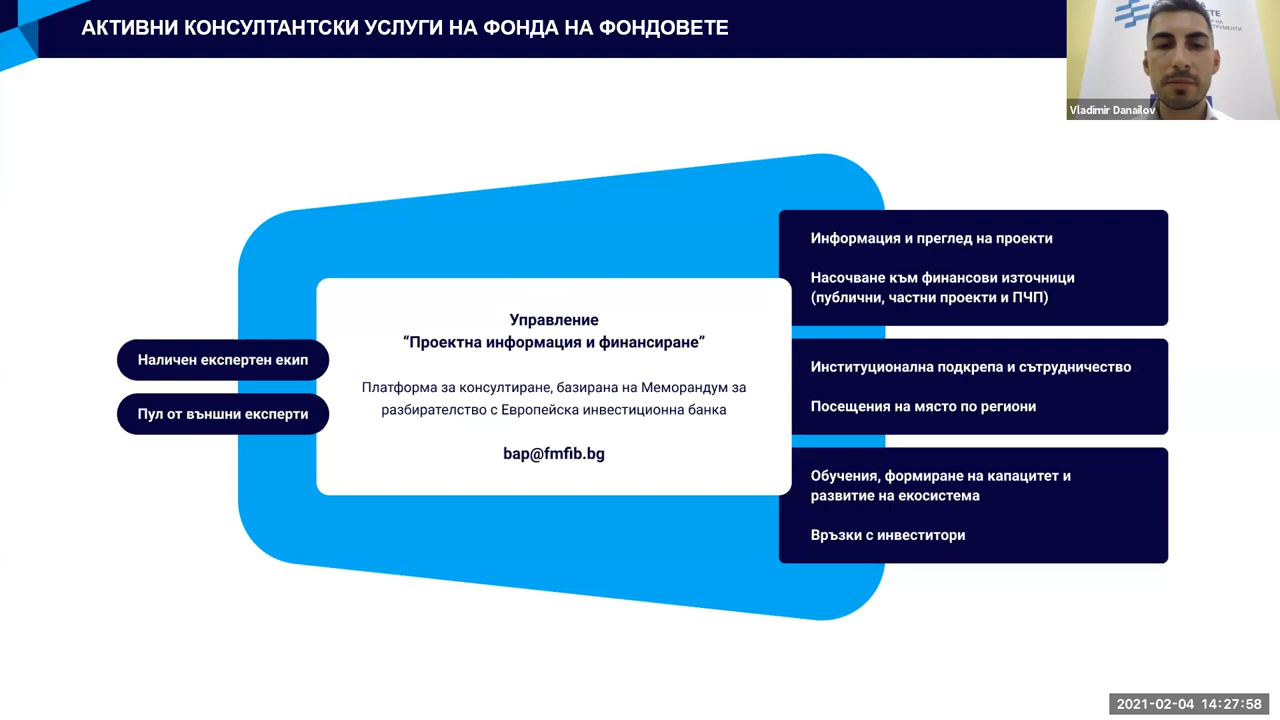 АКТИВНИ КОНСУЛТАНТСКИ УСЛУГИ НА ФОНДА НА ФОНДОВЕТЕ
Vladimir Danailov
Наличен експертен екип
Пул от външни експерти
Управление
“Проектна информация и финансиране”
Платформа за консултиране, базирана на Меморандум за
разбирателство с Европейска инвестиционна банка
bap@fmfib.bg
Информация и преглед на проекти
Насочване към финансови източници
(публични, частни проекти и ПЧП)
Институционална подкрепа и сътрудничество
Посещения на място по региони
Обучения, формиране на капацитет и
развитие на екосистема
Връзки с инвеститори
2021-02-04 14:27:58